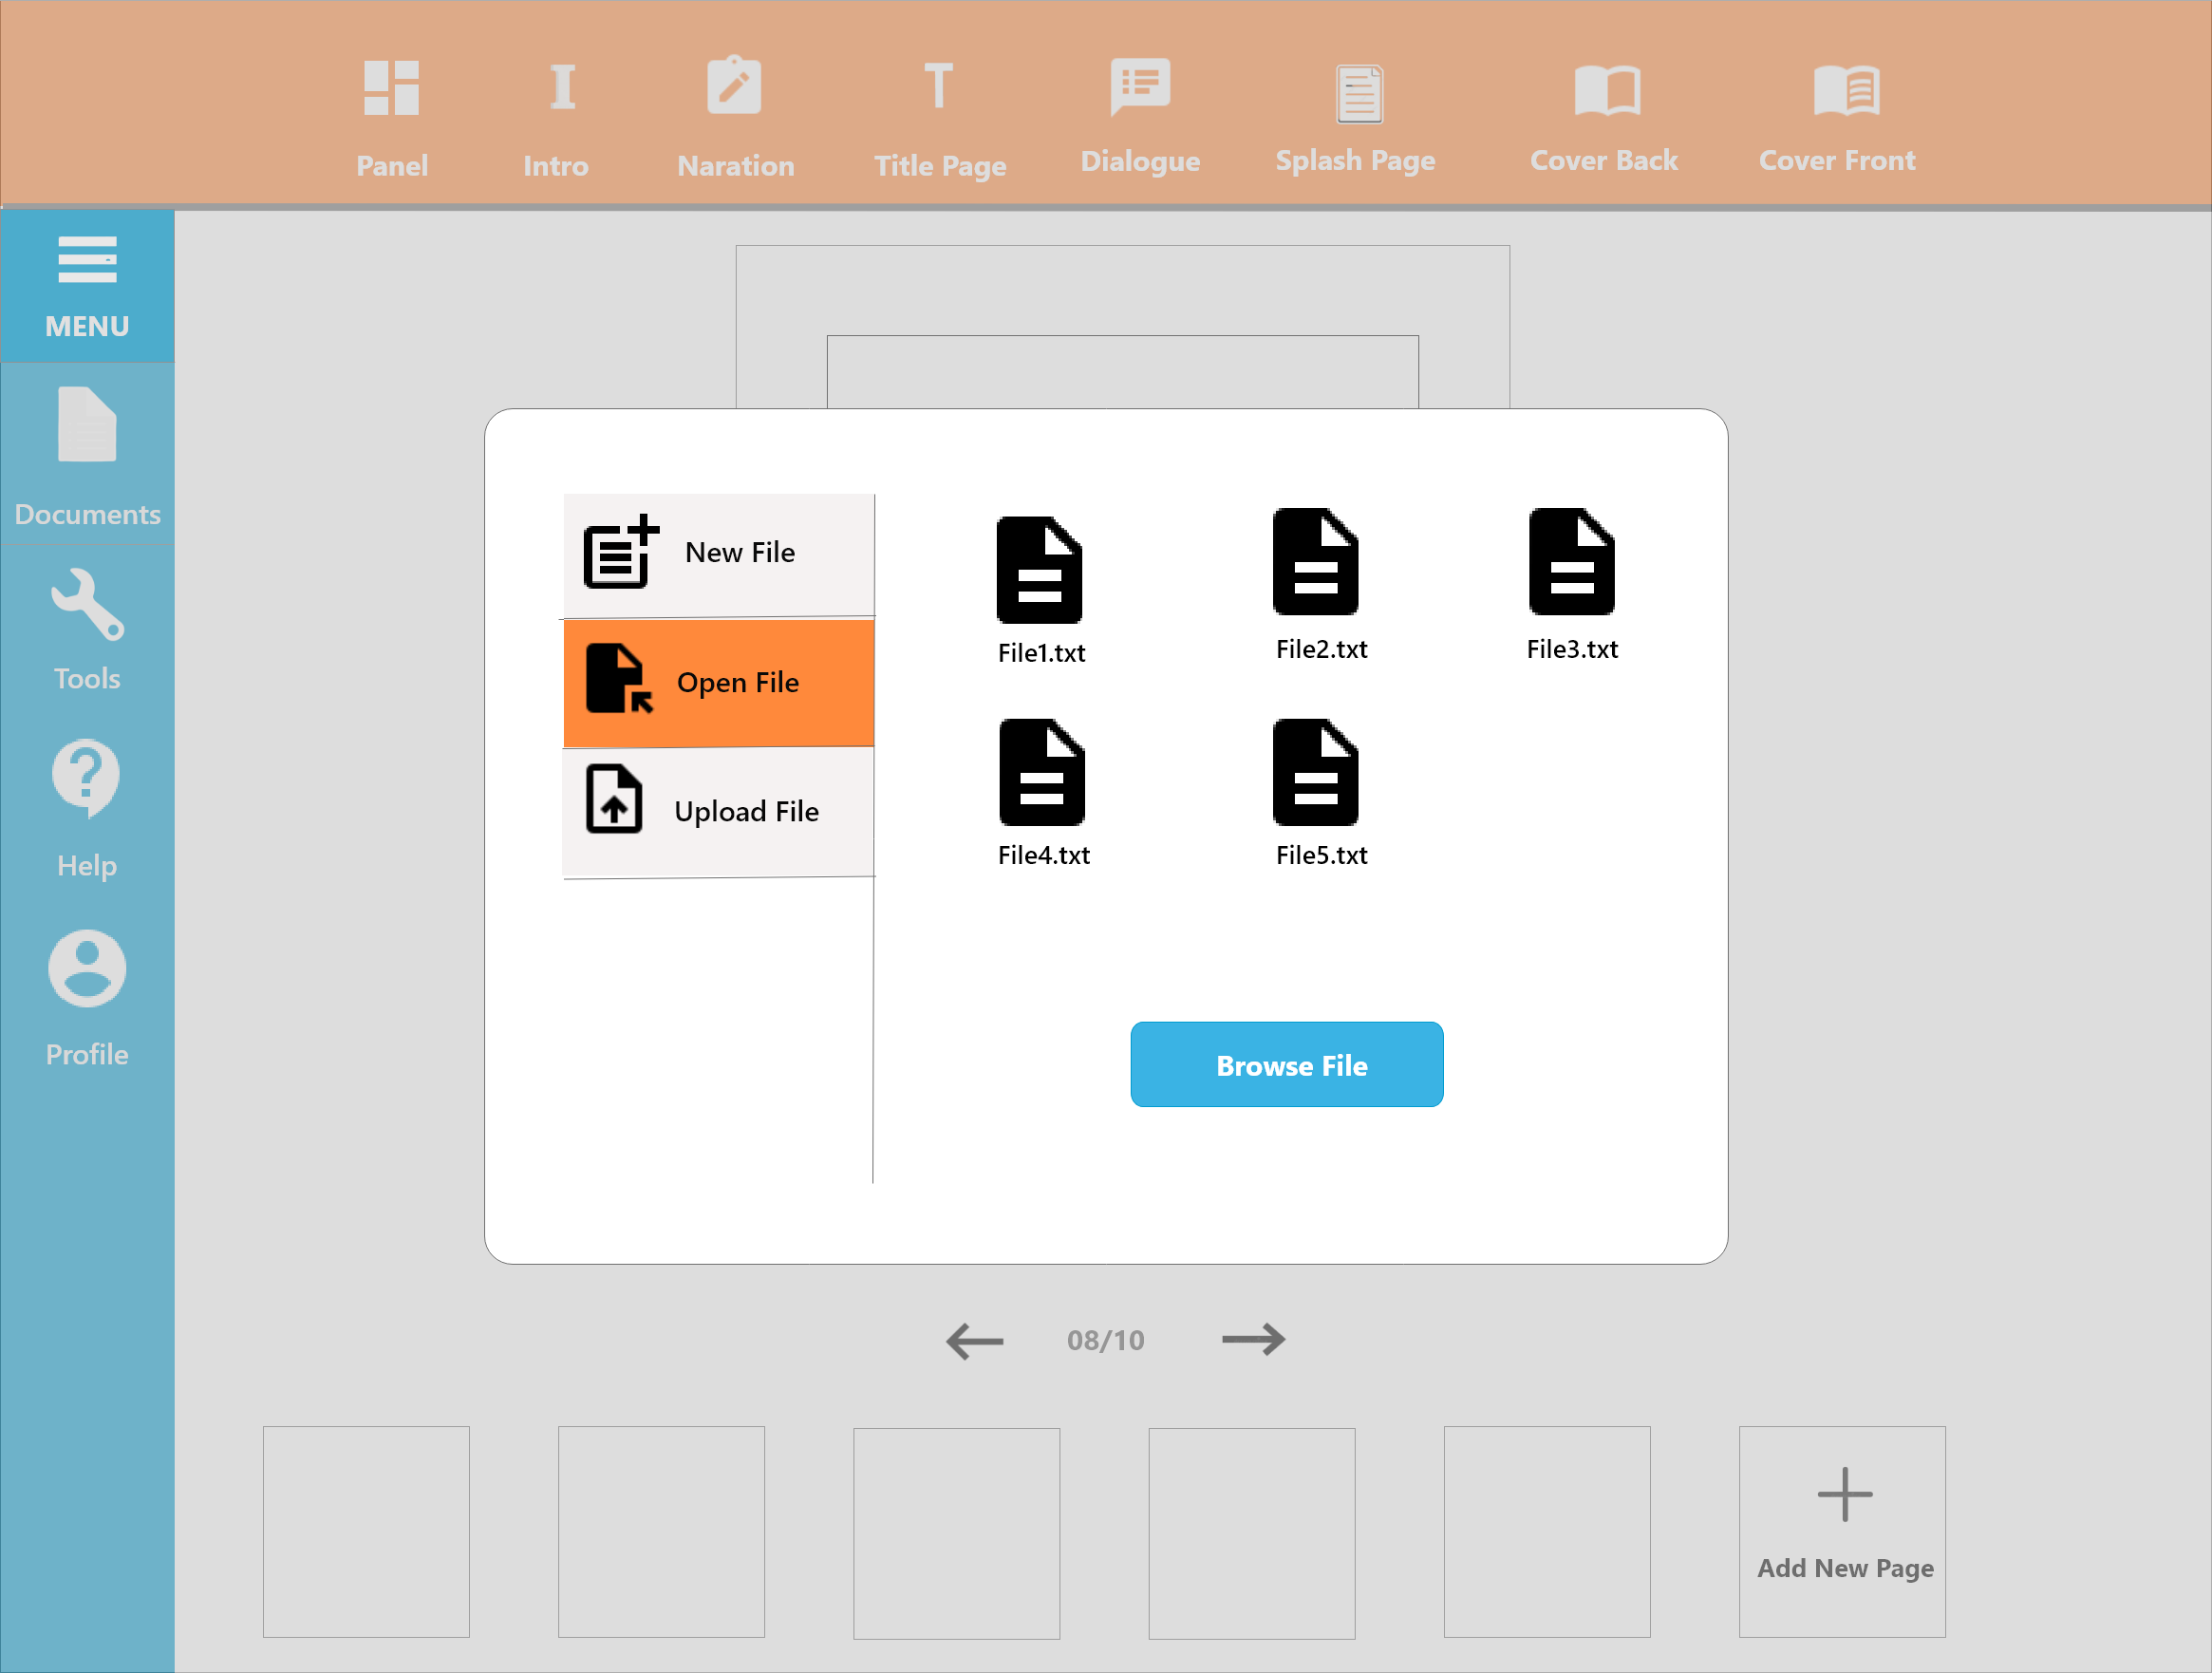 Panel
Intro
Naration
Title Page
Dialogue
Splash Page
Cover Back
Cover Front
MENU
Documents
Tools
Help
Profile
New File
Open File
Upload File
File1.txt
File2.txt
File3.txt
File4.txt
File5.txt
Browse File
08/10
Add New Page